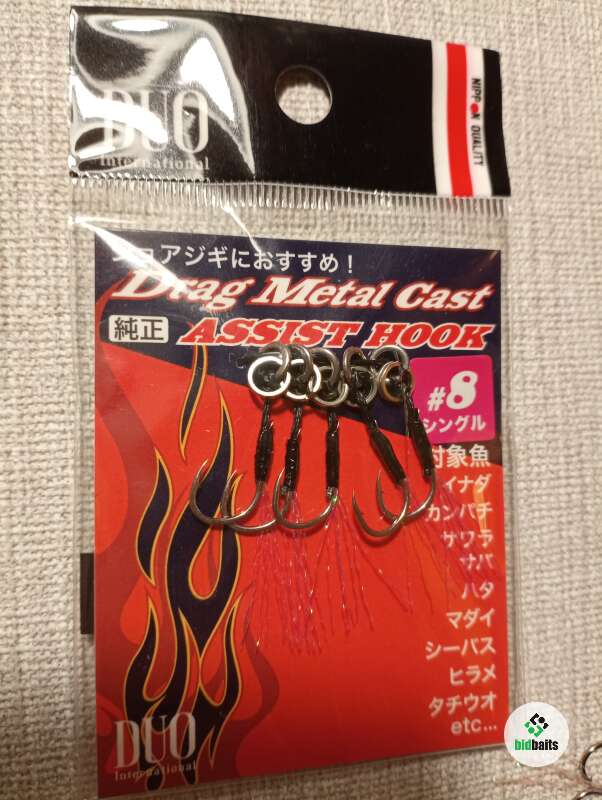 DUO
International
NIPPON QUALITY
ショアジギにおすすめ！
Drag Metal Cast
純正
ASSIST HOOK
#8
シングル
対象魚
イナダ
カンパチ
サワラ
サバ
ハタ
マダイ
シーバス
ヒラメ
タチウオ
etc...
DUO
International
bidbaits